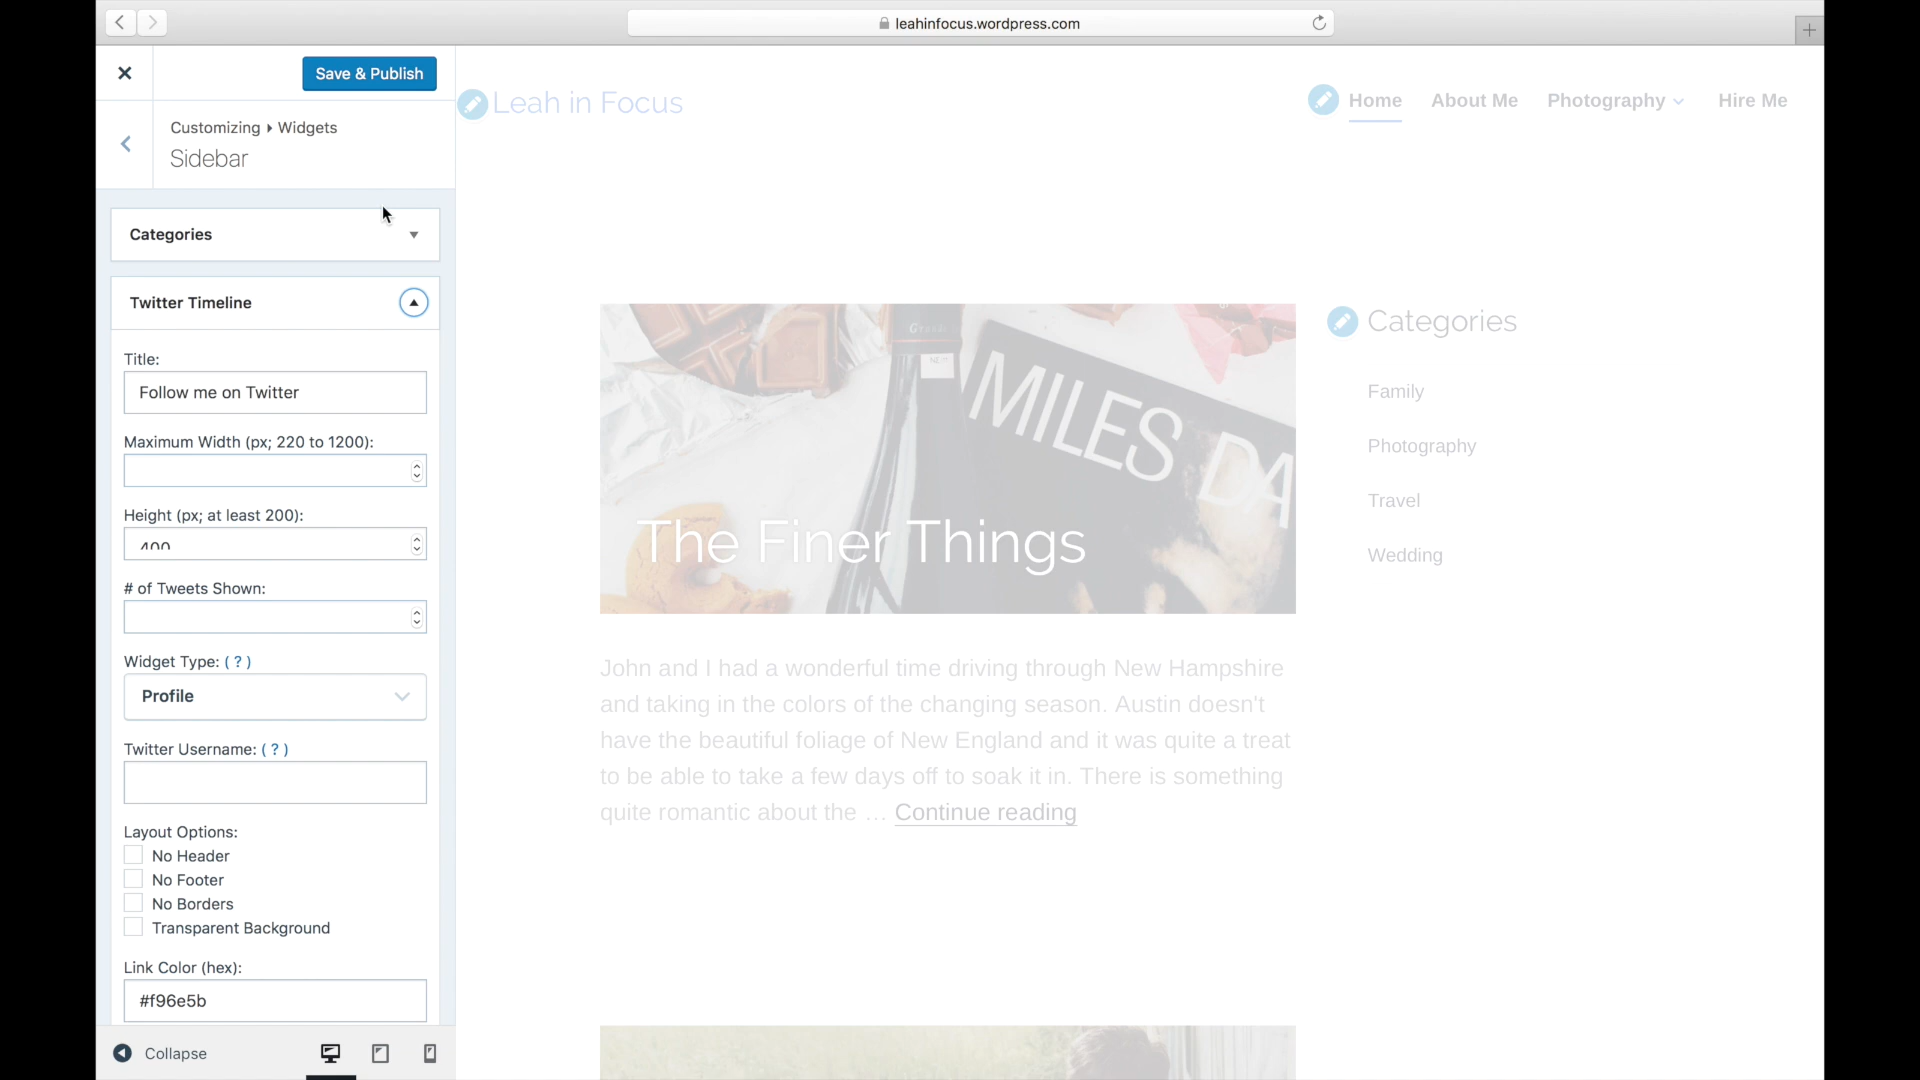 leahinfocus.wordpress.com
Save & Publish
Customizing ▸ Widgets
Sidebar
Categories
Twitter Timeline
Title:
Follow me on Twitter
Maximum Width (px; 220 to 1200):
Height (px; at least 200):
400
# of Tweets Shown:
Widget Type: ( ? )
Profile
Twitter Username: ( ? )
Layout Options:
No Header
No Footer
No Borders
Transparent Background
Link Color (hex):
#f96e5b
Collapse
Leah in Focus
Home About Me Photography Hire Me
MILES DA
The Finer Things
John and I had a wonderful time driving through New Hampshire
and taking in the colors of the changing season. Austin doesn't
have the beautiful foliage of New England and it was quite a treat
to be able to take a few days off to soak it in. There is something
quite romantic about the … Continue reading
Categories
Family
Photography
Travel
Wedding